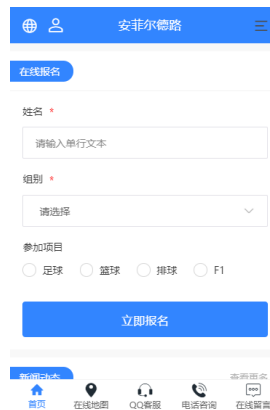 安菲尔德路
在线报名
姓名 *
请输入单行文本
组别 *
请选择
参加项目
足球 篮球 排球 F1
立即报名
新闻动态 查看更多
首页 在线地图 QQ客服 电话咨询 在线留言